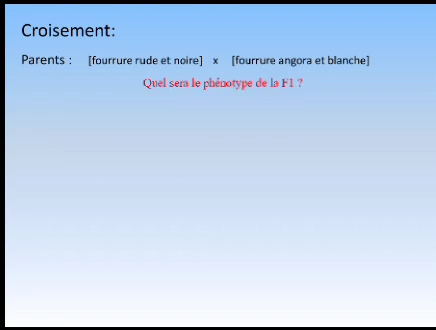 Croisement:
Parents : [fourrure rude et noire] x [fourrure angora et blanche]
Quel sera le phénotype de la F1 ?